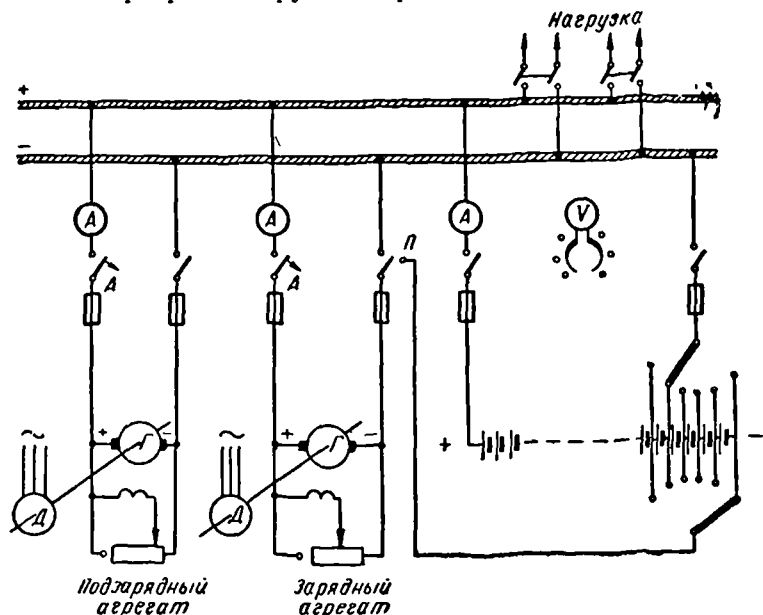 Нагрузка
+
−
А
А
А
V
П
А
А
+
−
+
−
+
−
Г
Г
~
~
Д
Д
Подзарядный
агрегат
Зарядный
агрегат